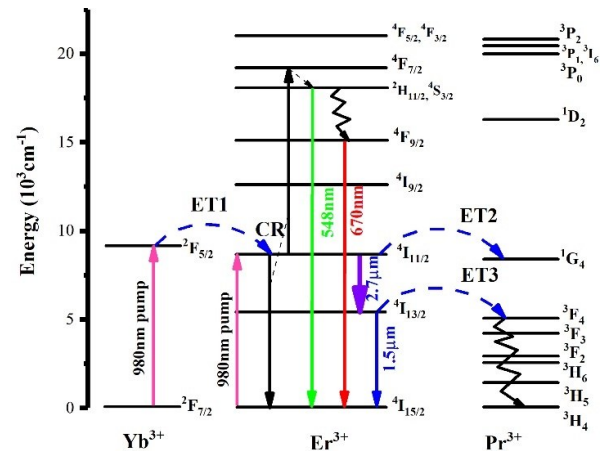 Energy (10³cm⁻¹)
20
15
10
5
0
²F₅/₂
²F₇/₂
980nm pump
Yb³⁺
ET1
CR
980nm pump
⁴F₅/₂,⁴F₃/₂
⁴F₇/₂
²H₁₁/₂,⁴S₃/₂
⁴F₉/₂
⁴I₉/₂
⁴I₁₁/₂
⁴I₁₃/₂
⁴I₁₅/₂
548nm
670nm
2.7μm
1.5μm
Er³⁺
ET2
ET3
³P₂
³P₁,³I₆
³P₀
¹D₂
¹G₄
³F₄
³F₃
³F₂
³H₆
³H₅
³H₄
Pr³⁺